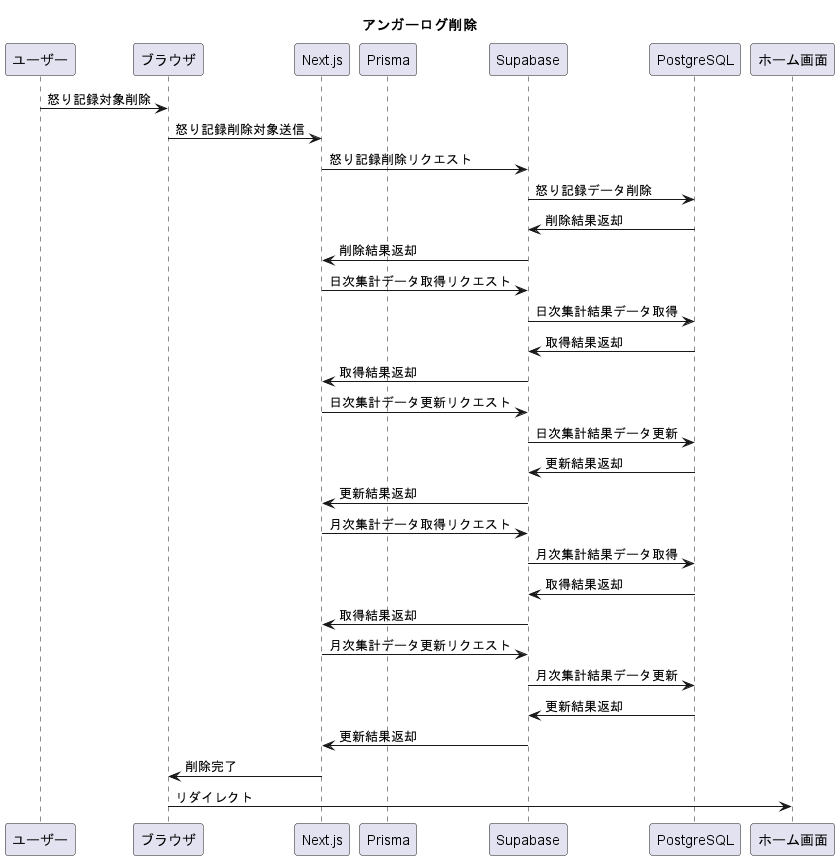 アンガーログ削除
ユーザー
ブラウザ
Next.js
Prisma
Supabase
PostgreSQL
ホーム画面
怒り記録対象削除
怒り記録削除対象送信
怒り記録削除リクエスト
怒り記録データ削除
削除結果返却
削除結果返却
日次集計データ取得リクエスト
日次集計結果データ取得
取得結果返却
取得結果返却
日次集計データ更新リクエスト
日次集計結果データ更新
更新結果返却
更新結果返却
月次集計データ取得リクエスト
月次集計結果データ取得
取得結果返却
取得結果返却
月次集計データ更新リクエスト
月次集計結果データ更新
更新結果返却
更新結果返却
削除完了
リダイレクト
ユーザー
ブラウザ
Next.js
Prisma
Supabase
PostgreSQL
ホーム画面